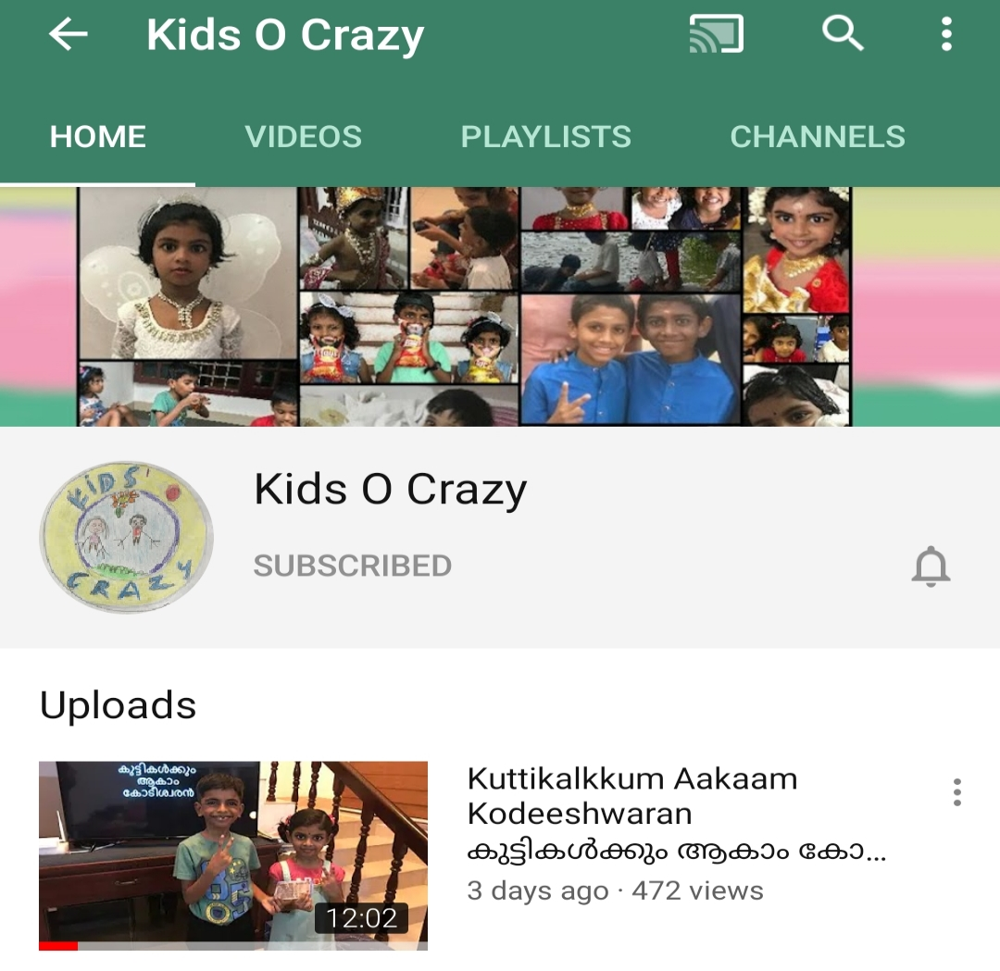 Kids O Crazy
HOME VIDEOS PLAYLISTS CHANNELS
Kids O Crazy
SUBSCRIBED
KIDS' O
CRAZY
Uploads
കുട്ടികൾക്കും
ആകാം
കോടീശ്വരൻ
12:02
Kuttikalkkum Aakaam
Kodeeshwaran
കുട്ടികൾക്കും ആകാം കോ...
3 days ago · 472 views